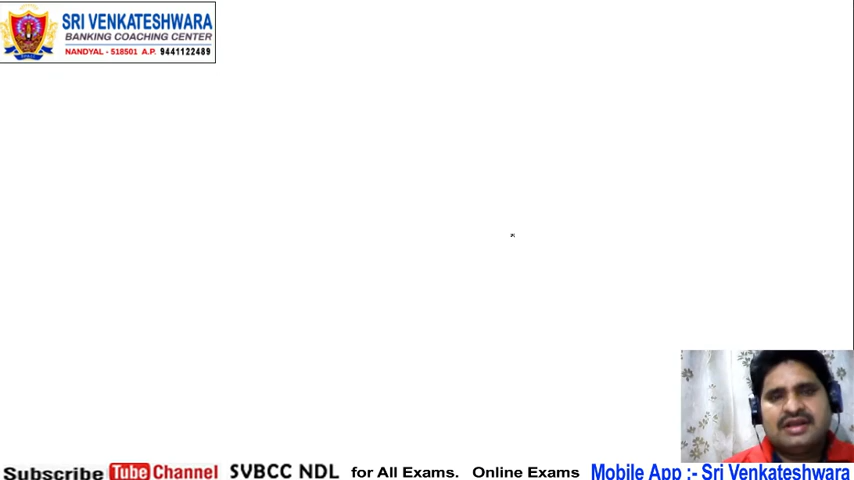 SRI VENKATESHWARA
BANKING COACHING CENTER
NANDYAL - 518501 A.P. 9441122489
Subscribe You Tube Channel SVBCC NDL for All Exams. Online Exams Mobile App :- Sri Venkateshwara